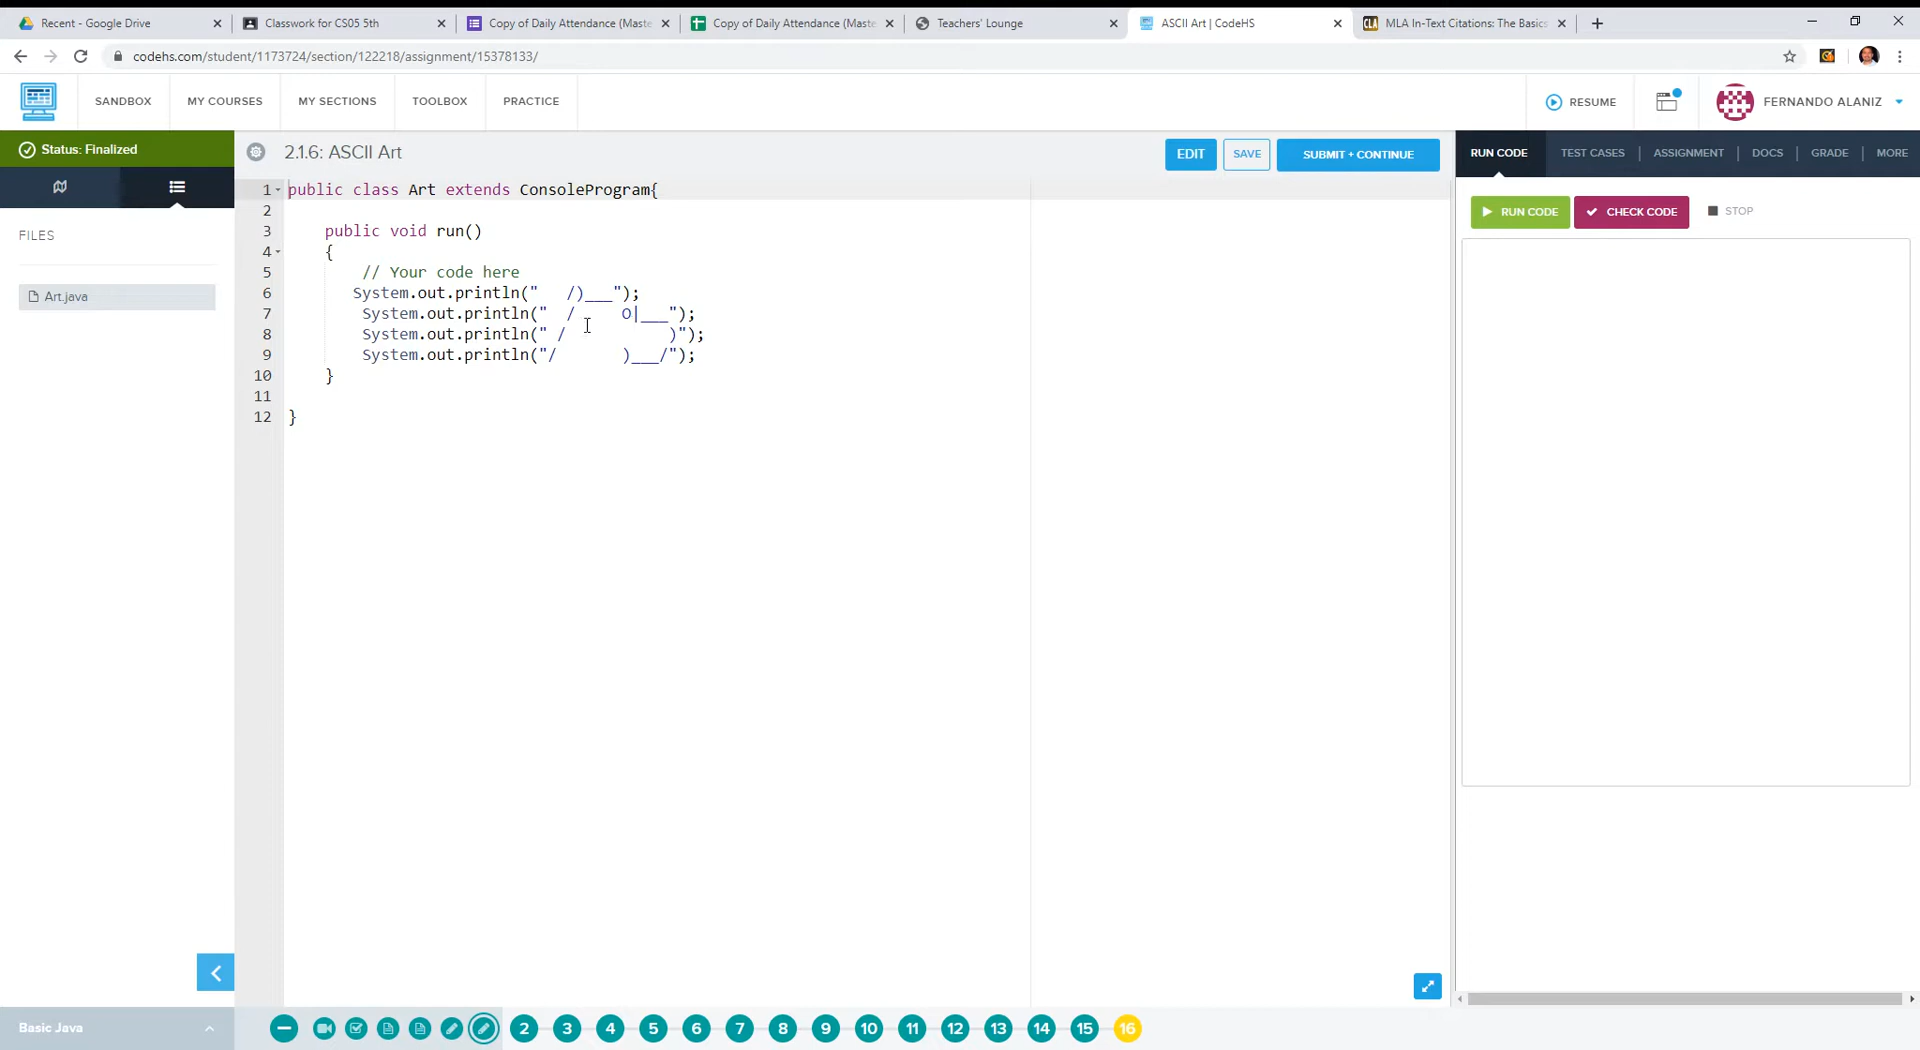 Recent - Google Drive
Classwork for CS05 5th
Copy of Daily Attendance (Maste
Copy of Daily Attendance (Maste
Teachers' Lounge
ASCII Art | CodeHS
MLA In-Text Citations: The Basics
codehs.com/student/1173724/section/122218/assignment/15378133/
SANDBOX
MY COURSES
MY SECTIONS
TOOLBOX
PRACTICE
RESUME
FERNANDO ALANIZ
Status: Finalized
2.1.6: ASCII Art
EDIT
SAVE
SUBMIT + CONTINUE
RUN CODE
TEST CASES
ASSIGNMENT
DOCS
GRADE
MORE
FILES
Art.java
1 public class Art extends ConsoleProgram{
2
3     public void run()
4     {
5         // Your code here
6        System.out.println("   /)___");
7         System.out.println("  /     O|___");
8         System.out.println(" /           )");
9         System.out.println("/       )___/");
10     }
11
12 }
RUN CODE
CHECK CODE
STOP
Basic Java
2
3
4
5
6
7
8
9
10
11
12
13
14
15
16